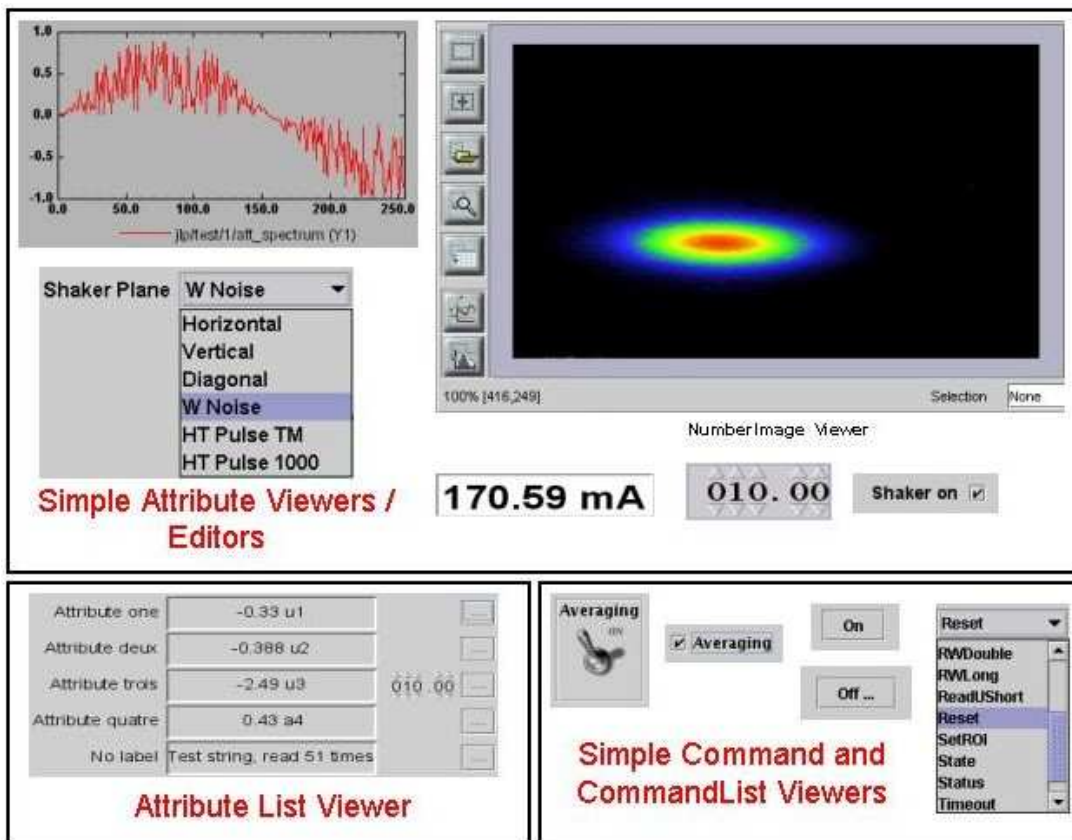 1.0
0.5
0.0
-0.5
-1.0
0.0 50.0 100.0 150.0 200.0 250.0
jlp/test/1/att_spectrum (Y1)
Shaker Plane W Noise
Horizontal
Vertical
Diagonal
W Noise
HT Pulse TM
HT Pulse 1000
Simple Attribute Viewers /
Editors
100% [416,249] Selection None
NumberImage Viewer
170.59 mA
010.00
Shaker on
Attribute one -0.33 u1 ...
Attribute deux -0.388 u2 ...
Attribute trois -2.49 u3 010.00 ...
Attribute quatre 0.43 a4 ...
No label Test string, read 51 times ...
Attribute List Viewer
Averaging
ON
Averaging
On
Off ...
Reset
RWDouble
RWLong
ReadUShort
Reset
SetROI
State
Status
Timeout
Simple Command and
CommandList Viewers